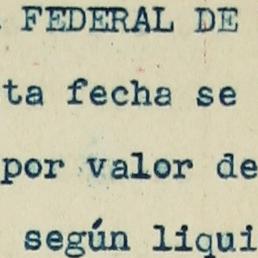 FEDERAL DE
ta fecha se
por valor de
según liqui